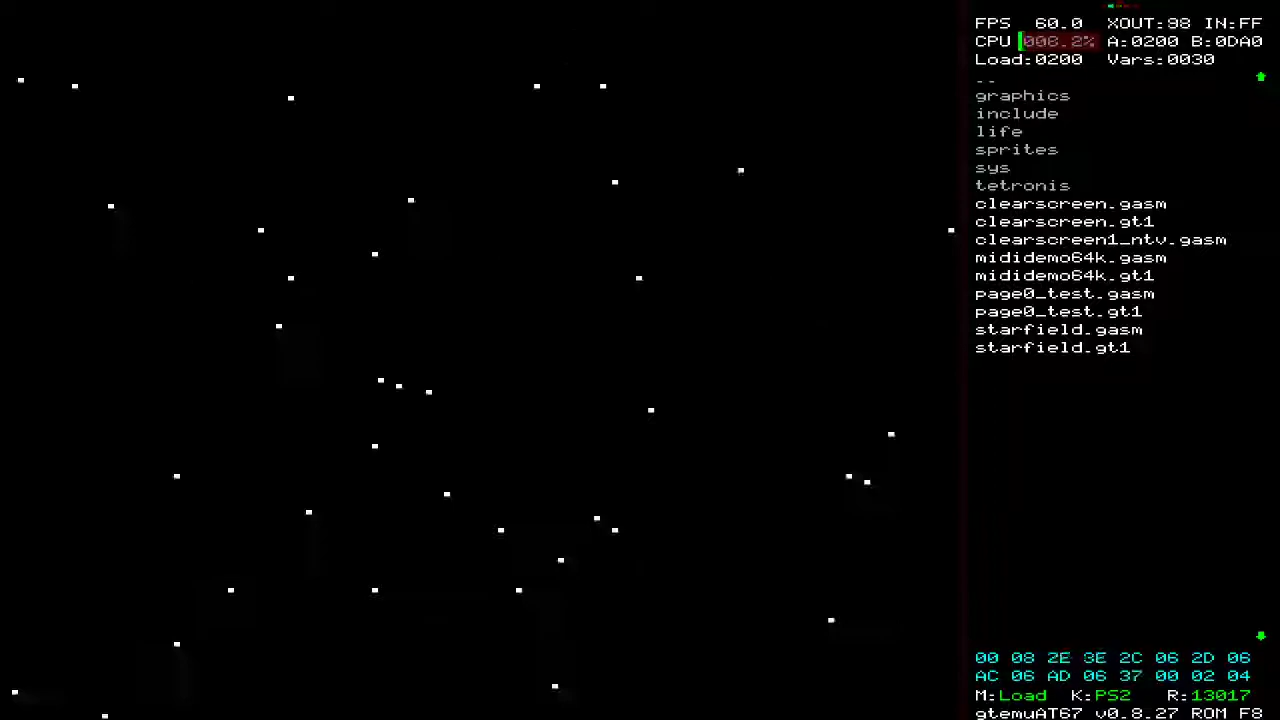 FPS 60.0 XOUT:98 IN:FF
CPU 008.2% A:0200 B:0DA0
Load:0200 Vars:0030
..
graphics
include
life
sprites
sys
tetronis
clearscreen.gasm
clearscreen.gt1
clearscreen1_ntv.gasm
mididemo64k.gasm
mididemo64k.gt1
page0_test.gasm
page0_test.gt1
starfield.gasm
starfield.gt1
00 08 2E 3E 2C 06 2D 06
AC 06 AD 06 37 00 02 04
M:Load K:PS2 R:13017
gtemuAT67 v0.8.27 ROM F8